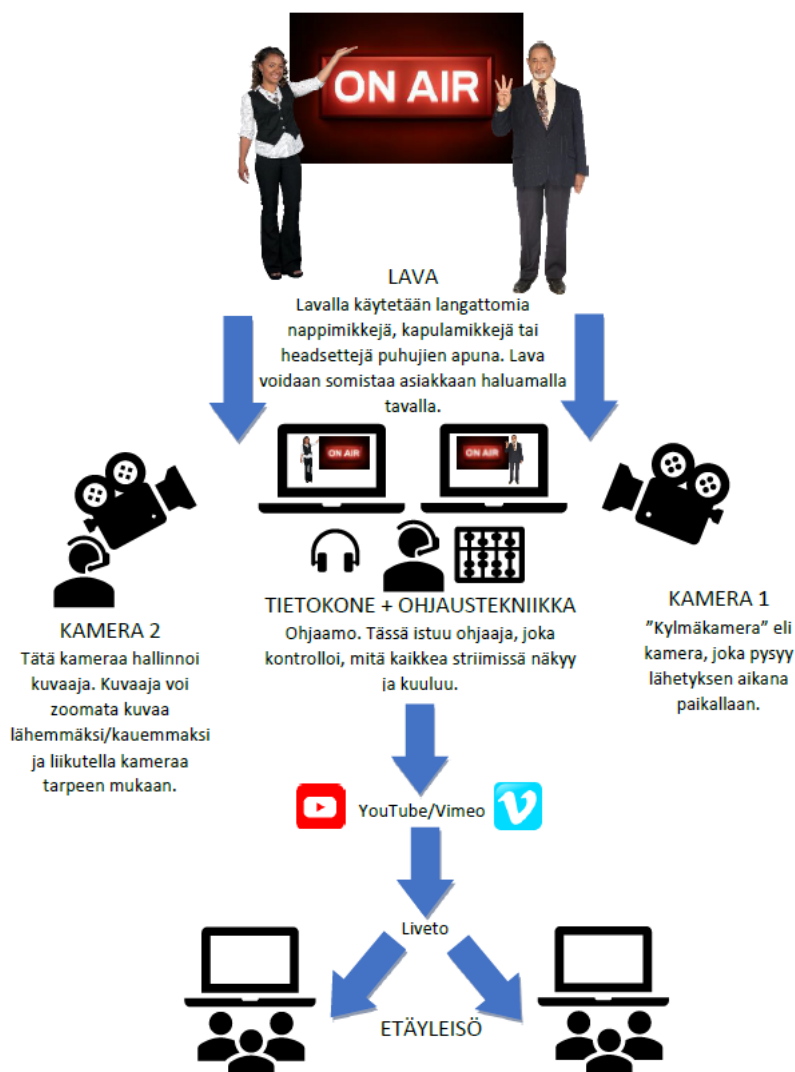 ON AIR
LAVA
Lavalla käytetään langattomia
nappimikkejä, kapulamikkejä tai
headsettejä puhujien apuna. Lava
voidaan somistaa asiakkaan haluamalla
tavalla.
ON AIR
ON AIR
KAMERA 2
Tätä kameraa hallinnoi
kuvaaja. Kuvaaja voi
zoomata kuvaa
lähemmäksi/kauemmaksi
ja liikutella kameraa
tarpeen mukaan.
TIETOKONE + OHJAUSTEKNIIKKA
Ohjaamo. Tässä istuu ohjaaja, joka
kontrolloi, mitä kaikkea striimissä näkyy
ja kuuluu.
KAMERA 1
"Kylmäkamera" eli
kamera, joka pysyy
lähetyksen aikana
paikallaan.
YouTube/Vimeo
Liveto
ETÄYLEISÖ